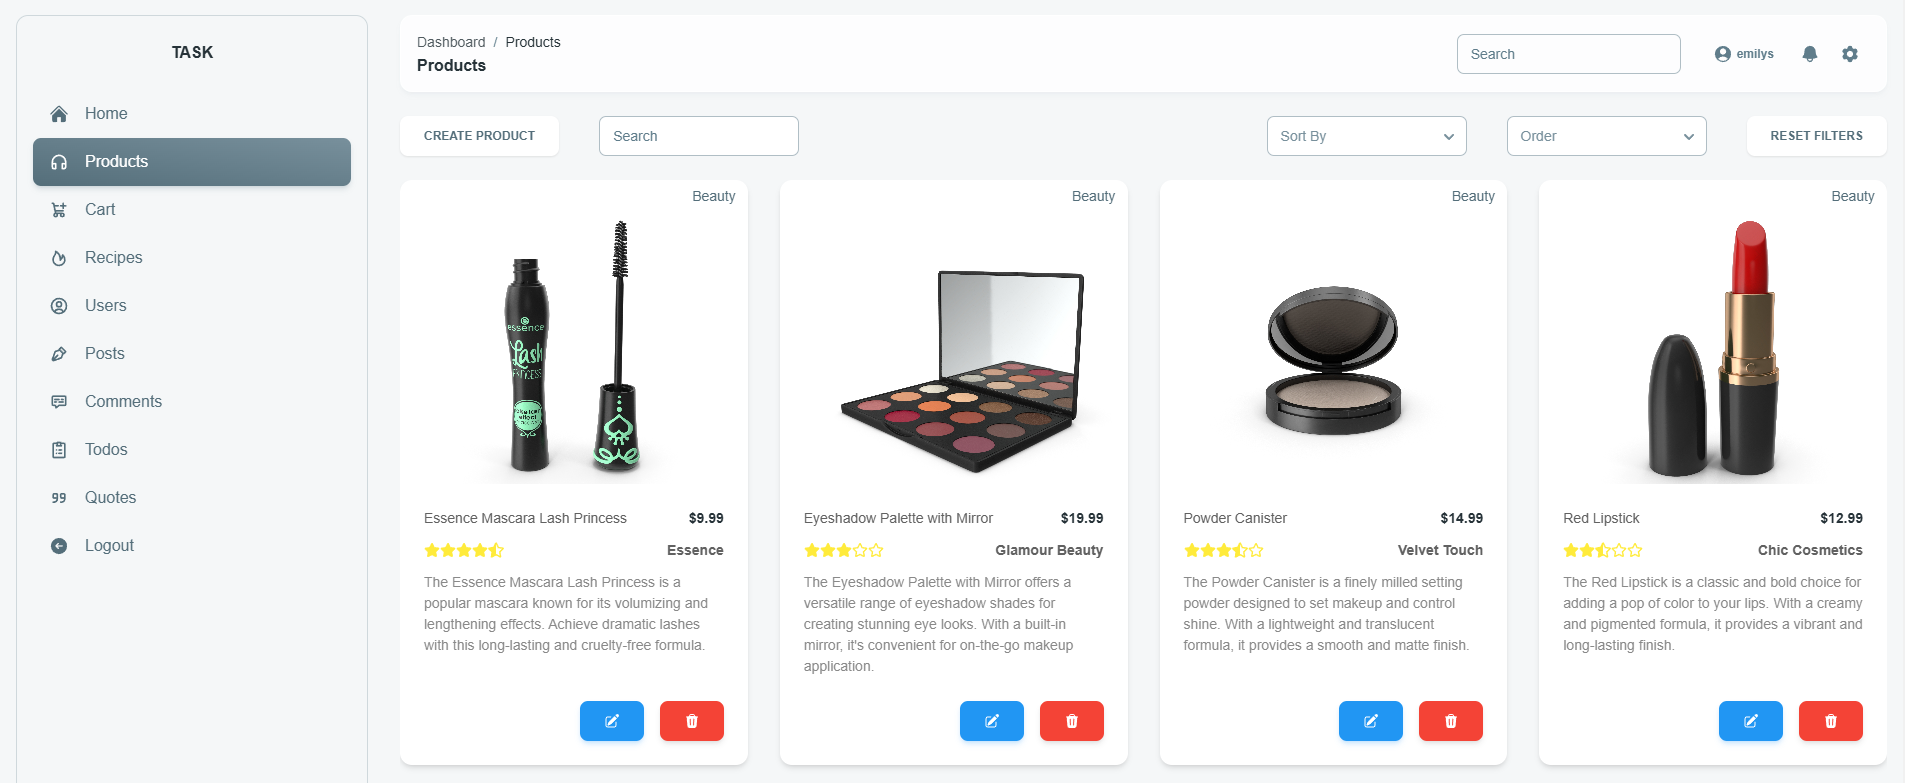 TASK
Home
Products
Cart
Recipes
Users
Posts
Comments
Todos
Quotes
Logout
Dashboard / Products
Products
Search
emilys
CREATE PRODUCT
Search
Sort By
Order
RESET FILTERS
Beauty
essence
Lash
PRINCESS
Essence Mascara Lash Princess
$9.99
Essence
The Essence Mascara Lash Princess is a
popular mascara known for its volumizing and
lengthening effects. Achieve dramatic lashes
with this long-lasting and cruelty-free formula.
Beauty
Eyeshadow Palette with Mirror
$19.99
Glamour Beauty
The Eyeshadow Palette with Mirror offers a
versatile range of eyeshadow shades for
creating stunning eye looks. With a built-in
mirror, it's convenient for on-the-go makeup
application.
Beauty
Powder Canister
$14.99
Velvet Touch
The Powder Canister is a finely milled setting
powder designed to set makeup and control
shine. With a lightweight and translucent
formula, it provides a smooth and matte finish.
Beauty
Red Lipstick
$12.99
Chic Cosmetics
The Red Lipstick is a classic and bold choice for
adding a pop of color to your lips. With a creamy
and pigmented formula, it provides a vibrant and
long-lasting finish.